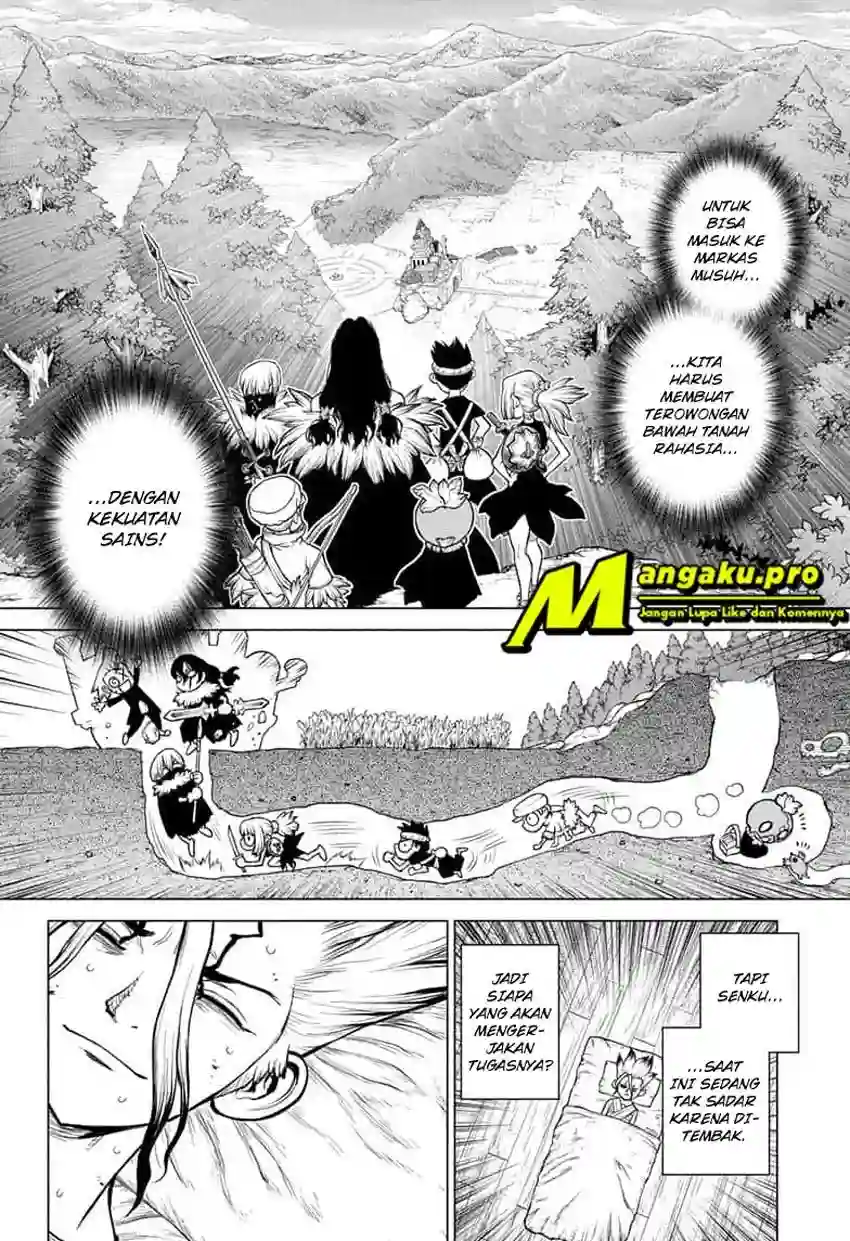 UNTUK
BISA
MASUK KE
MARKAS
MUSUH...
...KITA
HARUS
MEMBUAT
TEROWONGAN
BAWAH TANAH
RAHASIA...
...DENGAN
KEKUATAN
SAINS!
Mangaku.pro
Jangan Lupa Like dan Komennya
TAPI
SENKU...
...SAAT
INI SEDANG
TAK SADAR
KARENA DI-
TEMBAK.
JADI
SIAPA
YANG AKAN
MENGER-
JAKAN
TUGASNYA?